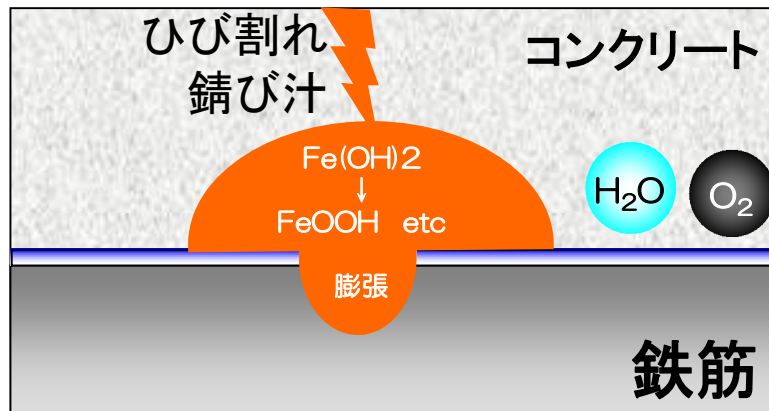 ひび割れ
錆び汁
コンクリート
Fe(OH)2
↓
FeOOH etc
H₂O
O₂
膨張
鉄筋